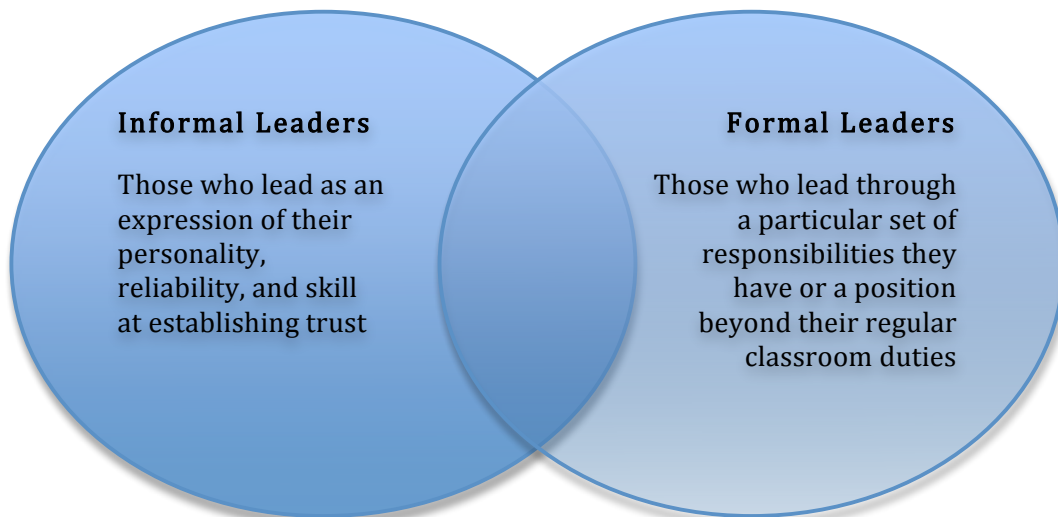 Informal Leaders
Those who lead as an
expression of their
personality,
reliability, and skill
at establishing trust
Formal Leaders
Those who lead through
a particular set of
responsibilities they
have or a position
beyond their regular
classroom duties